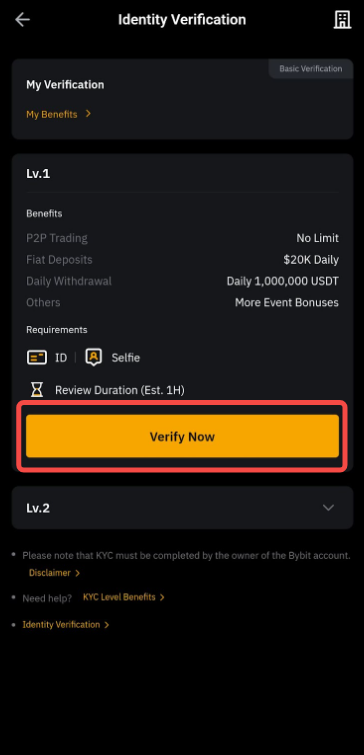 Identity Verification
Basic Verification
My Verification
My Benefits >
Lv.1
Benefits
P2P Trading No Limit
Fiat Deposits $20K Daily
Daily Withdrawal Daily 1,000,000 USDT
Others More Event Bonuses
Requirements
ID | Selfie
Review Duration (Est. 1H)
Verify Now
Lv.2
• Please note that KYC must be completed by the owner of the Bybit account.
Disclaimer >
• Need help? KYC Level Benefits >
• Identity Verification >